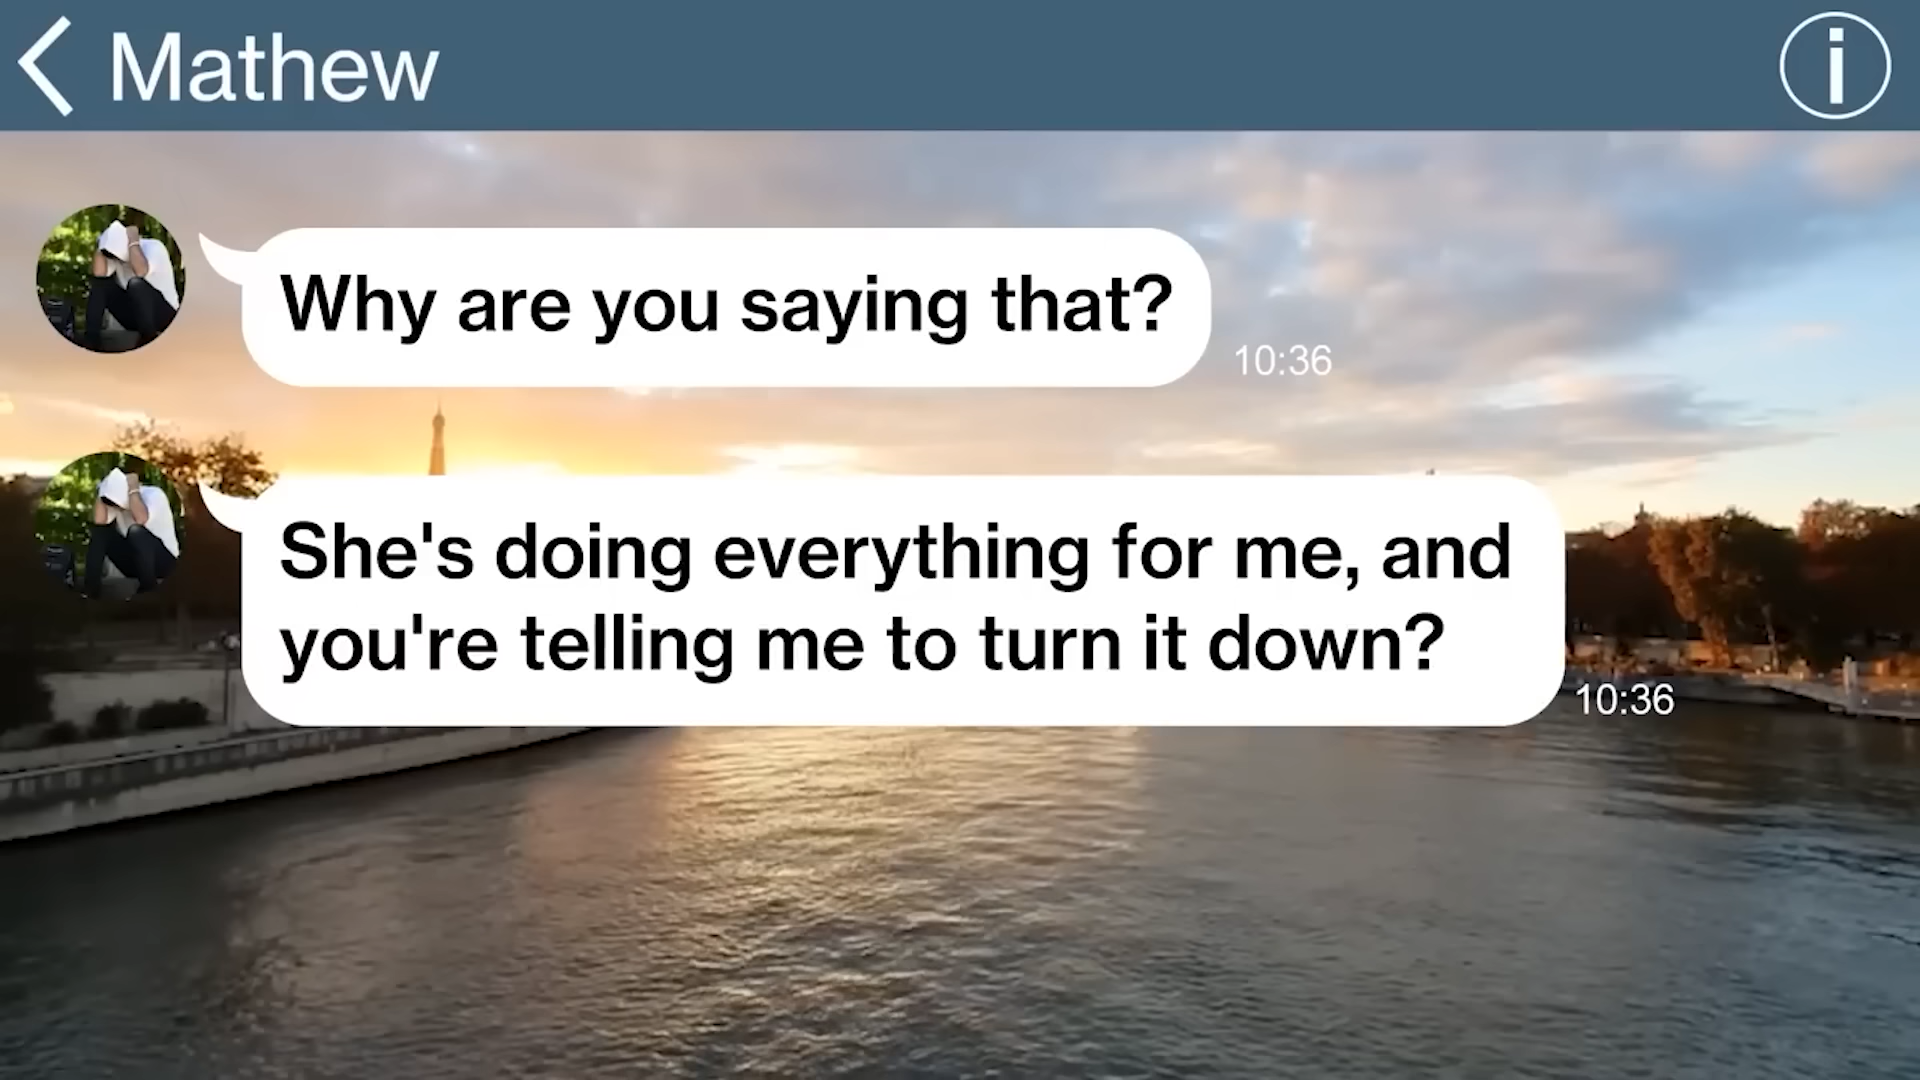 Mathew
Why are you saying that?
10:36
She's doing everything for me, and
you're telling me to turn it down?
10:36